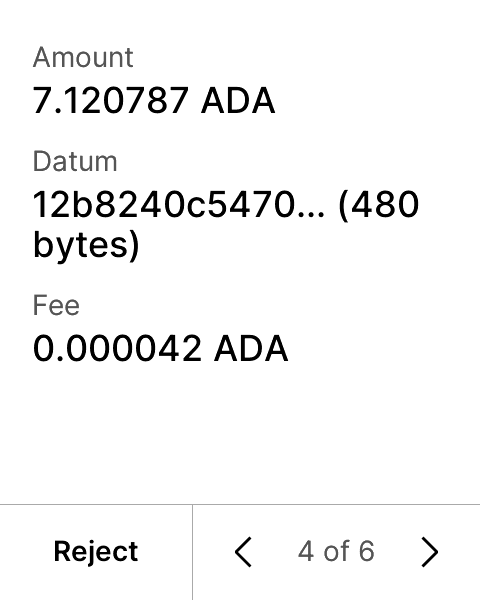 Amount
7.120787 ADA
Datum
12b8240c5470... (480
bytes)
Fee
0.000042 ADA
Reject
4 of 6